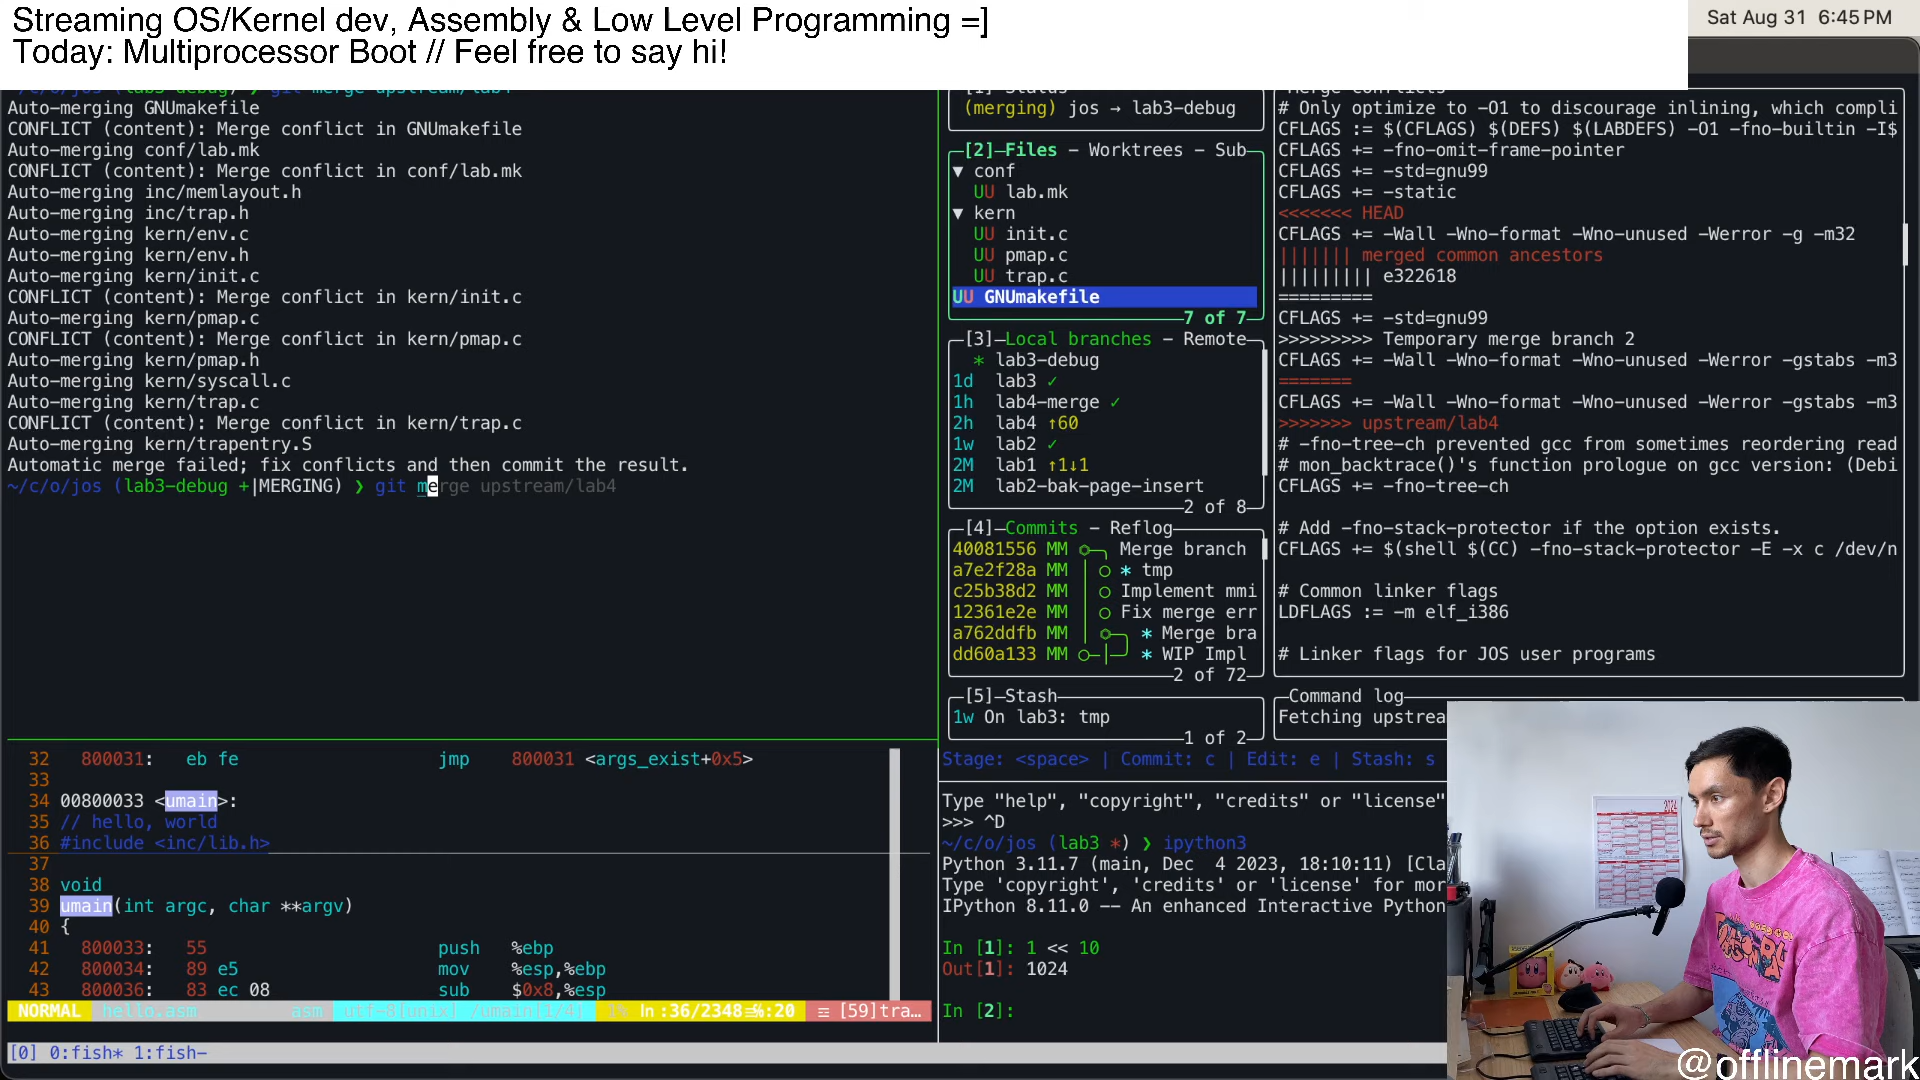 Streaming OS/Kernel dev, Assembly & Low Level Programming =]
Today: Multiprocessor Boot // Feel free to say hi!
Sat Aug 31 6:45 PM
Auto-merging GNUmakefile
CONFLICT (content): Merge conflict in GNUmakefile
Auto-merging conf/lab.mk
CONFLICT (content): Merge conflict in conf/lab.mk
Auto-merging inc/memlayout.h
Auto-merging inc/trap.h
Auto-merging kern/env.c
Auto-merging kern/env.h
Auto-merging kern/init.c
CONFLICT (content): Merge conflict in kern/init.c
Auto-merging kern/pmap.c
CONFLICT (content): Merge conflict in kern/pmap.c
Auto-merging kern/pmap.h
Auto-merging kern/syscall.c
Auto-merging kern/trap.c
CONFLICT (content): Merge conflict in kern/trap.c
Auto-merging kern/trapentry.S
Automatic merge failed; fix conflicts and then commit the result.
~/c/o/jos (lab3-debug +|MERGING) ❯ git merge upstream/lab4
32 800031: eb fe jmp 800031 <args_exist+0x5>
33
34 00800033 <umain>:
35 // hello, world
36 #include <inc/lib.h>
37
38 void
39 umain(int argc, char **argv)
40 {
41 800033: 55 push %ebp
42 800034: 89 e5 mov %esp,%ebp
43 800036: 83 ec 08 sub $0x8,%esp
NORMAL hello.asm asm utf-8[unix] 1% ln :36/2348≡%:20 ≡ [59]tra…
[0] 0:fish* 1:fish-
(merging) jos → lab3-debug
[2]-Files - Worktrees - Sub
▼ conf
UU lab.mk
▼ kern
UU init.c
UU pmap.c
UU trap.c
UU GNUmakefile
7 of 7
[3]-Local branches - Remote
* lab3-debug
1d lab3 ✓
1h lab4-merge ✓
2h lab4 ↑60
1w lab2 ✓
2M lab1 ↑1↓1
2M lab2-bak-page-insert
2 of 8
[4]-Commits - Reflog
40081556 MM Merge branch
a7e2f28a MM * tmp
c25b38d2 MM Implement mmi
12361e2e MM Fix merge err
a762ddfb MM * Merge bra
dd60a133 MM * WIP Impl
2 of 72
[5]-Stash
1w On lab3: tmp
1 of 2
Stage: <space> | Commit: c | Edit: e | Stash: s
# Only optimize to -O1 to discourage inlining, which compli
CFLAGS := $(CFLAGS) $(DEFS) $(LABDEFS) -O1 -fno-builtin -I$
CFLAGS += -fno-omit-frame-pointer
CFLAGS += -std=gnu99
CFLAGS += -static
<<<<<<< HEAD
CFLAGS += -Wall -Wno-format -Wno-unused -Werror -g -m32
||||||| merged common ancestors
||||||||| e322618
=========
CFLAGS += -std=gnu99
>>>>>>>>> Temporary merge branch 2
CFLAGS += -Wall -Wno-format -Wno-unused -Werror -gstabs -m3
=======
CFLAGS += -Wall -Wno-format -Wno-unused -Werror -gstabs -m3
>>>>>>> upstream/lab4
# -fno-tree-ch prevented gcc from sometimes reordering read
# mon_backtrace()'s function prologue on gcc version: (Debi
CFLAGS += -fno-tree-ch
# Add -fno-stack-protector if the option exists.
CFLAGS += $(shell $(CC) -fno-stack-protector -E -x c /dev/n
# Common linker flags
LDFLAGS := -m elf_i386
# Linker flags for JOS user programs
Command log
Fetching upstrea
Type "help", "copyright", "credits" or "license"
>>> ^D
~/c/o/jos (lab3 *) ❯ ipython3
Python 3.11.7 (main, Dec 4 2023, 18:10:11) [Cla
Type 'copyright', 'credits' or 'license' for mor
IPython 8.11.0 -- An enhanced Interactive Python
In [1]: 1 << 10
Out[1]: 1024
In [2]:
2024
@offlinemark